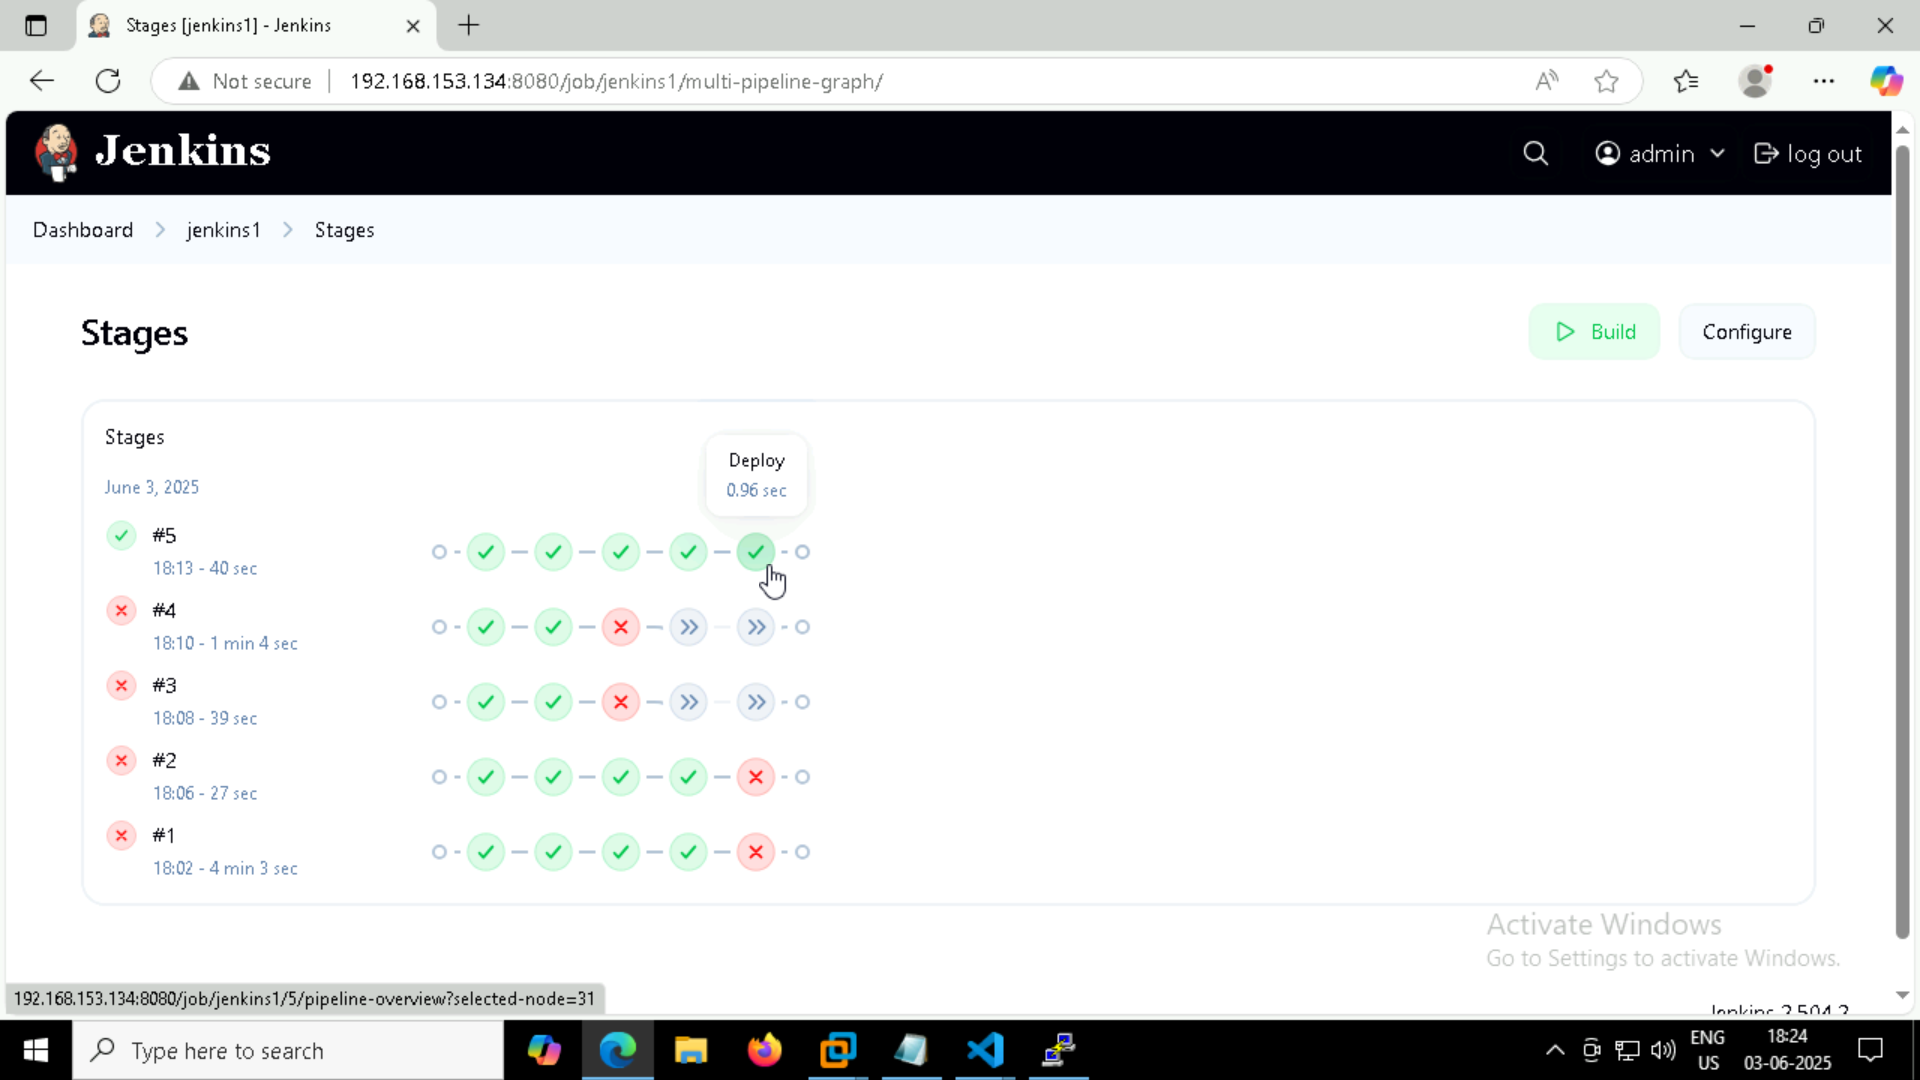 Stages [jenkins1] - Jenkins
Not secure
192.168.153.134:8080/job/jenkins1/multi-pipeline-graph/
Jenkins
admin
log out
Dashboard
jenkins1
Stages
Stages
Build
Configure
Stages
Deploy
0.96 sec
June 3, 2025
#5
18:13 - 40 sec
#4
18:10 - 1 min 4 sec
#3
18:08 - 39 sec
#2
18:06 - 27 sec
#1
18:02 - 4 min 3 sec
Activate Windows
Go to Settings to activate Windows.
192.168.153.134:8080/job/jenkins1/5/pipeline-overview?selected-node=31
Jenkins 2.504.2
Type here to search
ENG
US
18:24
03-06-2025